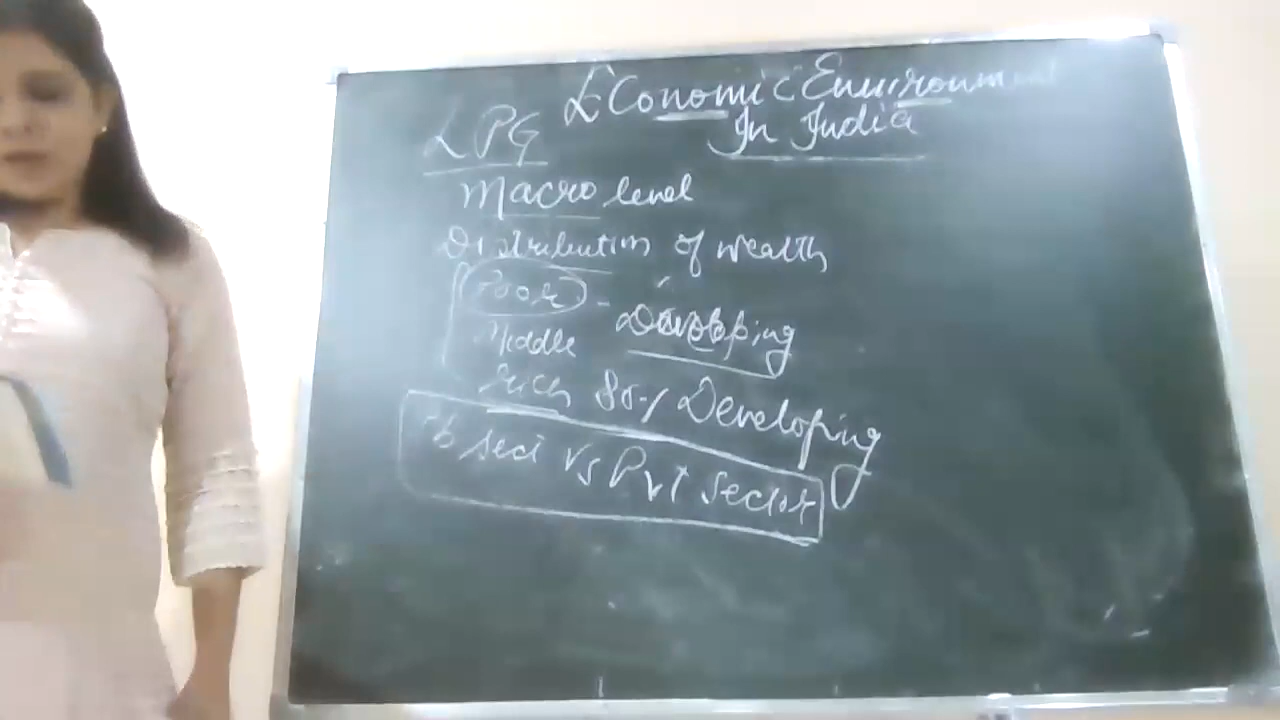 Economic Environment
In India
LPG
Macro level
Distribution of wealth
Poor - Developing
Middle
Rich 80% Developing
b sect Vs Pvt sector